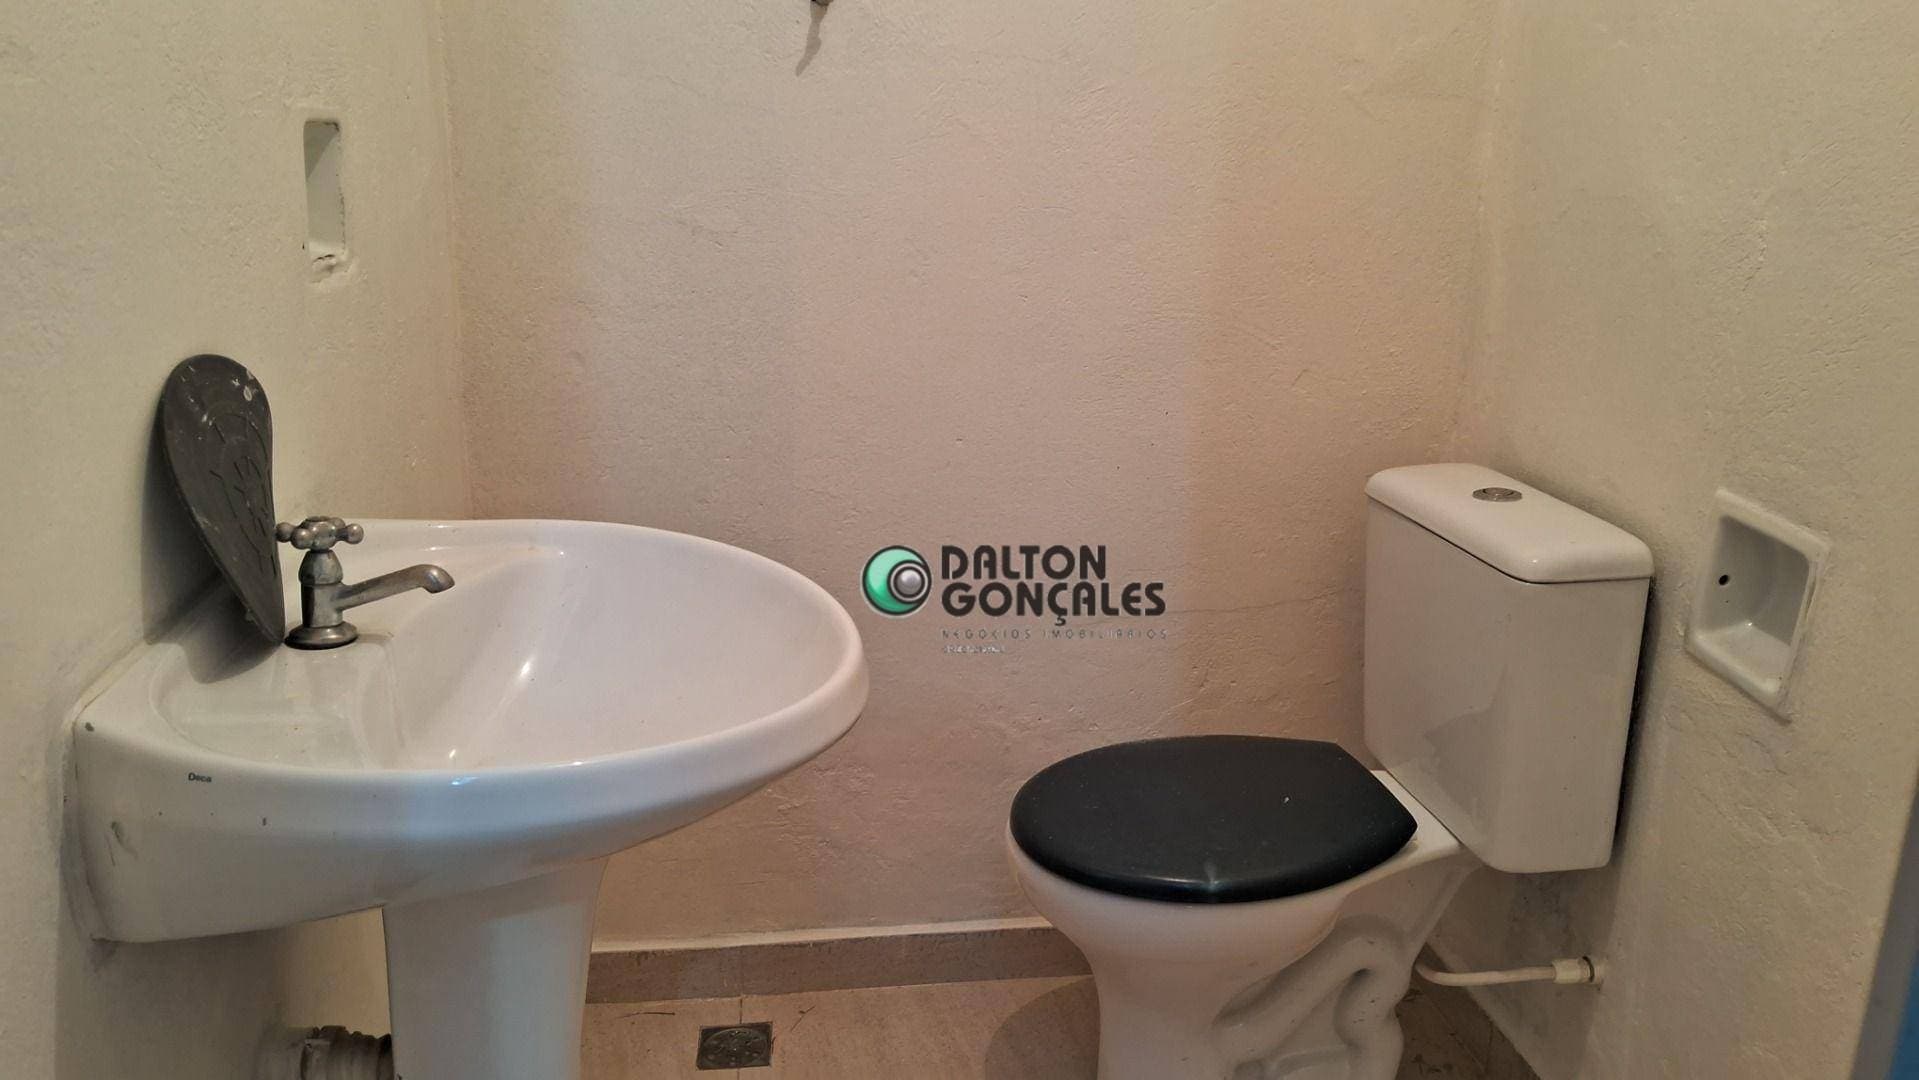 DALTON
GONÇALES
NEGÓCIOS IMOBILIÁRIOS
Deca